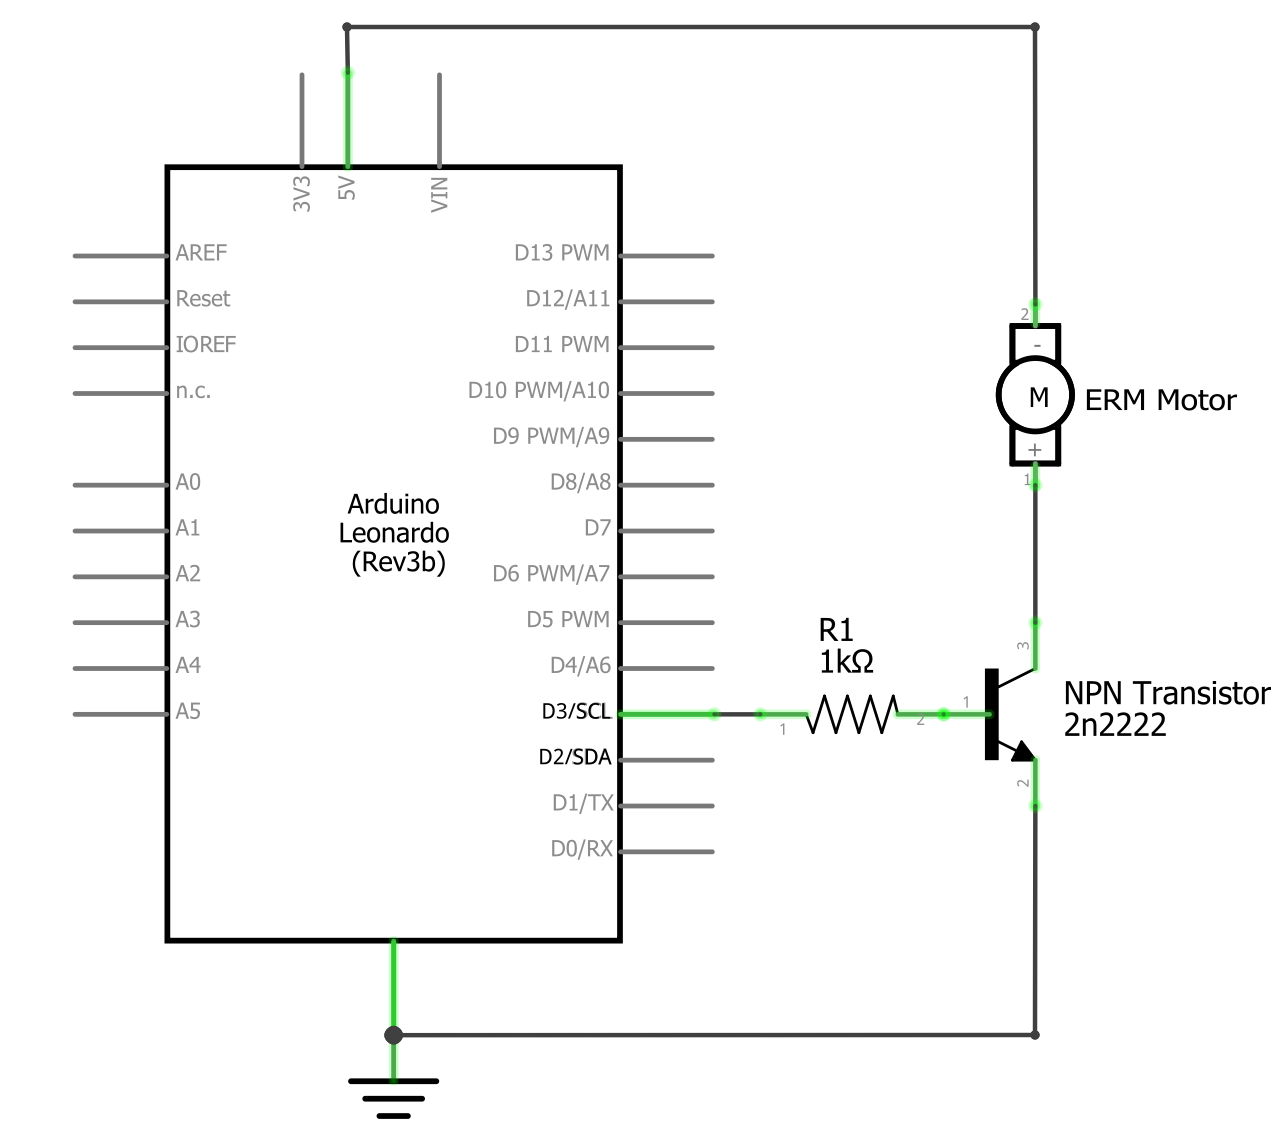 3V3
5V
VIN
AREF
Reset
IOREF
n.c.
A0
A1
A2
A3
A4
A5
Arduino
Leonardo
(Rev3b)
D13 PWM
D12/A11
D11 PWM
D10 PWM/A10
D9 PWM/A9
D8/A8
D7
D6 PWM/A7
D5 PWM
D4/A6
D3/SCL
D2/SDA
D1/TX
D0/RX
R1
1kΩ
1
2
2
-
M
+
1
ERM Motor
3
1
2
NPN Transistor
2n2222